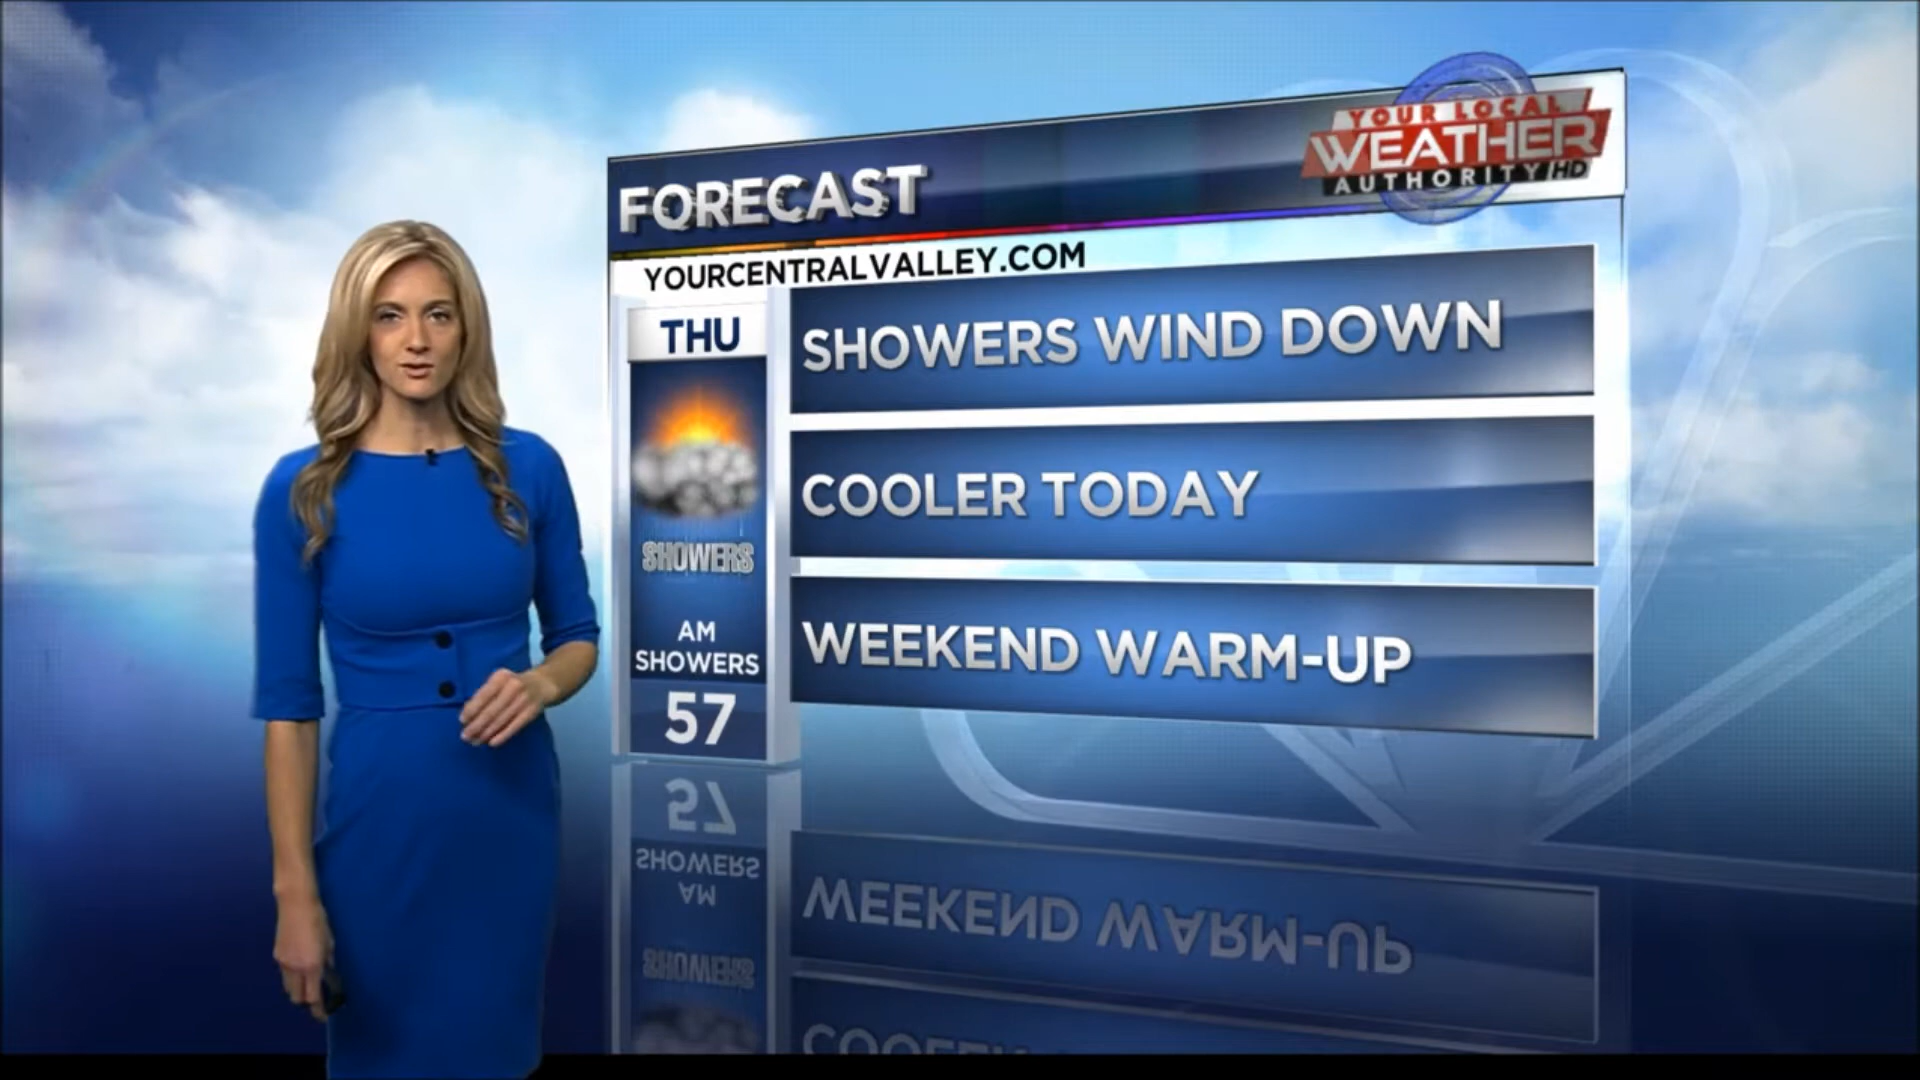 YOUR LOCAL
WEATHER
AUTHORITY HD
FORECAST
YOURCENTRALVALLEY.COM
THU
SHOWERS
AM
SHOWERS
57
SHOWERS WIND DOWN
COOLER TODAY
WEEKEND WARM-UP
57
SHOWERS
AM
SHOWERS
WEEKEND WARM-UP
COOLER